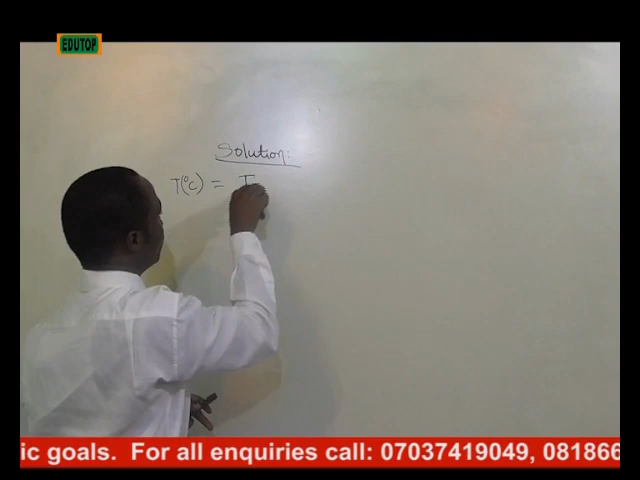 EDUTOP
Solution:
T(°C) = T
ic goals. For all enquiries call: 07037419049, 081866